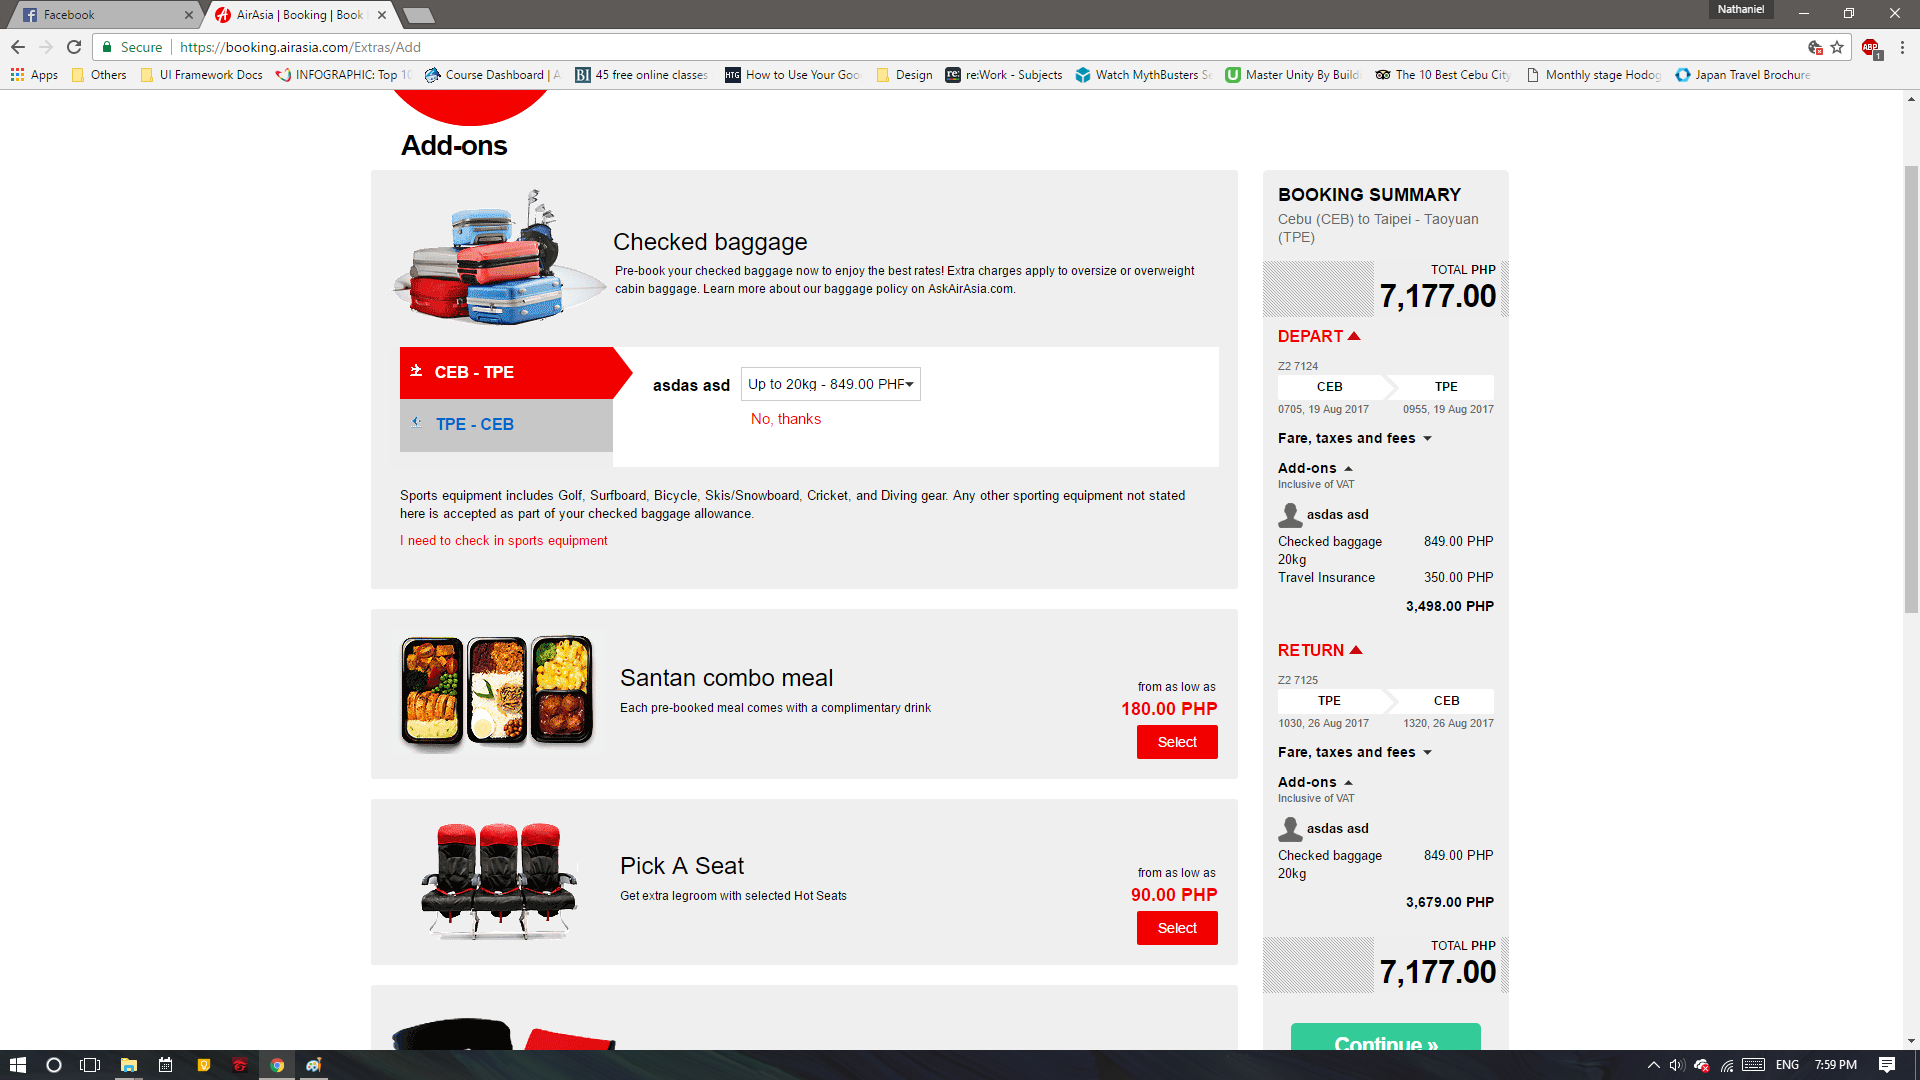 Facebook
AirAsia | Booking | Book
Nathaniel
Secure
https://booking.airasia.com/Extras/Add
ABP
1
Apps
Others
UI Framework Docs
INFOGRAPHIC: Top 10
Course Dashboard | A
45 free online classes
How to Use Your Goo
Design
re:Work - Subjects
Watch MythBusters Se
Master Unity By Buildi
The 10 Best Cebu City
Monthly stage Hodog
Japan Travel Brochure
Add-ons
Checked baggage
Pre-book your checked baggage now to enjoy the best rates! Extra charges apply to oversize or overweight
cabin baggage. Learn more about our baggage policy on AskAirAsia.com.
CEB - TPE
TPE - CEB
asdas asd
Up to 20kg - 849.00 PHP
No, thanks
Sports equipment includes Golf, Surfboard, Bicycle, Skis/Snowboard, Cricket, and Diving gear. Any other sporting equipment not stated
here is accepted as part of your checked baggage allowance.
I need to check in sports equipment
Santan combo meal
Each pre-booked meal comes with a complimentary drink
from as low as
180.00 PHP
Select
Pick A Seat
Get extra legroom with selected Hot Seats
from as low as
90.00 PHP
Select
BOOKING SUMMARY
Cebu (CEB) to Taipei - Taoyuan
(TPE)
TOTAL PHP
7,177.00
DEPART
Z2 7124
CEB TPE
0705, 19 Aug 2017 0955, 19 Aug 2017
Fare, taxes and fees
Add-ons
Inclusive of VAT
asdas asd
Checked baggage 849.00 PHP
20kg
Travel Insurance 350.00 PHP
3,498.00 PHP
RETURN
Z2 7125
TPE CEB
1030, 26 Aug 2017 1320, 26 Aug 2017
Fare, taxes and fees
Add-ons
Inclusive of VAT
asdas asd
Checked baggage 849.00 PHP
20kg
3,679.00 PHP
TOTAL PHP
7,177.00
Continue »
ENG
7:59 PM